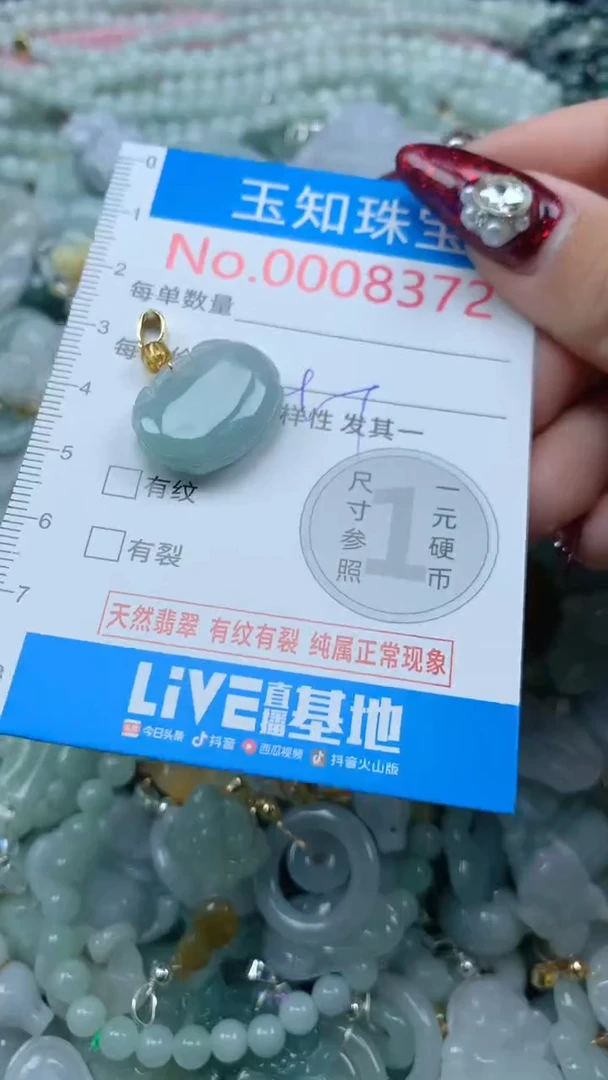 玉知珠宝
No.0008372
每单数量
每
样性 发其一
有纹
有裂
尺寸参照
1
一元硬币
天然翡翠 有纹有裂 纯属正常现象
LiVE直播基地
今日头条 抖音 西瓜视频 抖音火山版
0
1
2
3
4
5
6
7